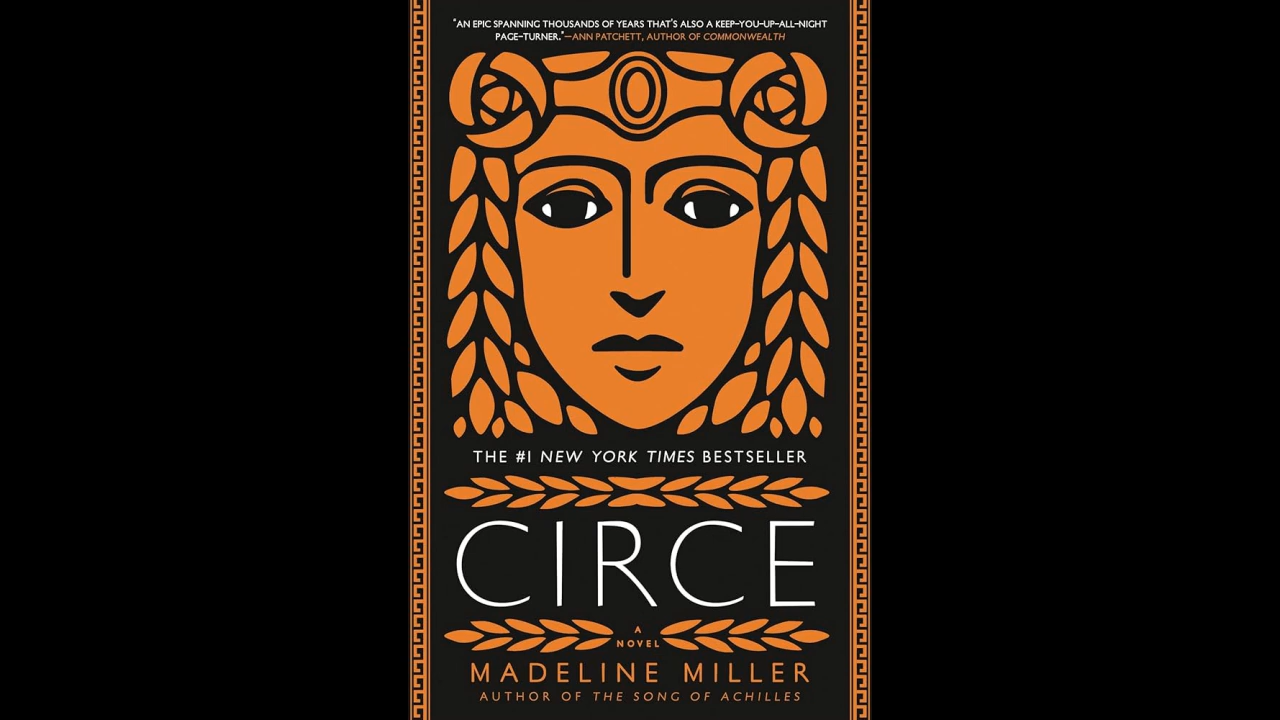 "AN EPIC SPANNING THOUSANDS OF YEARS THAT'S ALSO A KEEP-YOU-UP-ALL-NIGHT
PAGE-TURNER."—ANN PATCHETT, AUTHOR OF COMMONWEALTH
THE #1 NEW YORK TIMES BESTSELLER
CIRCE
A
NOVEL
MADELINE MILLER
AUTHOR OF THE SONG OF ACHILLES